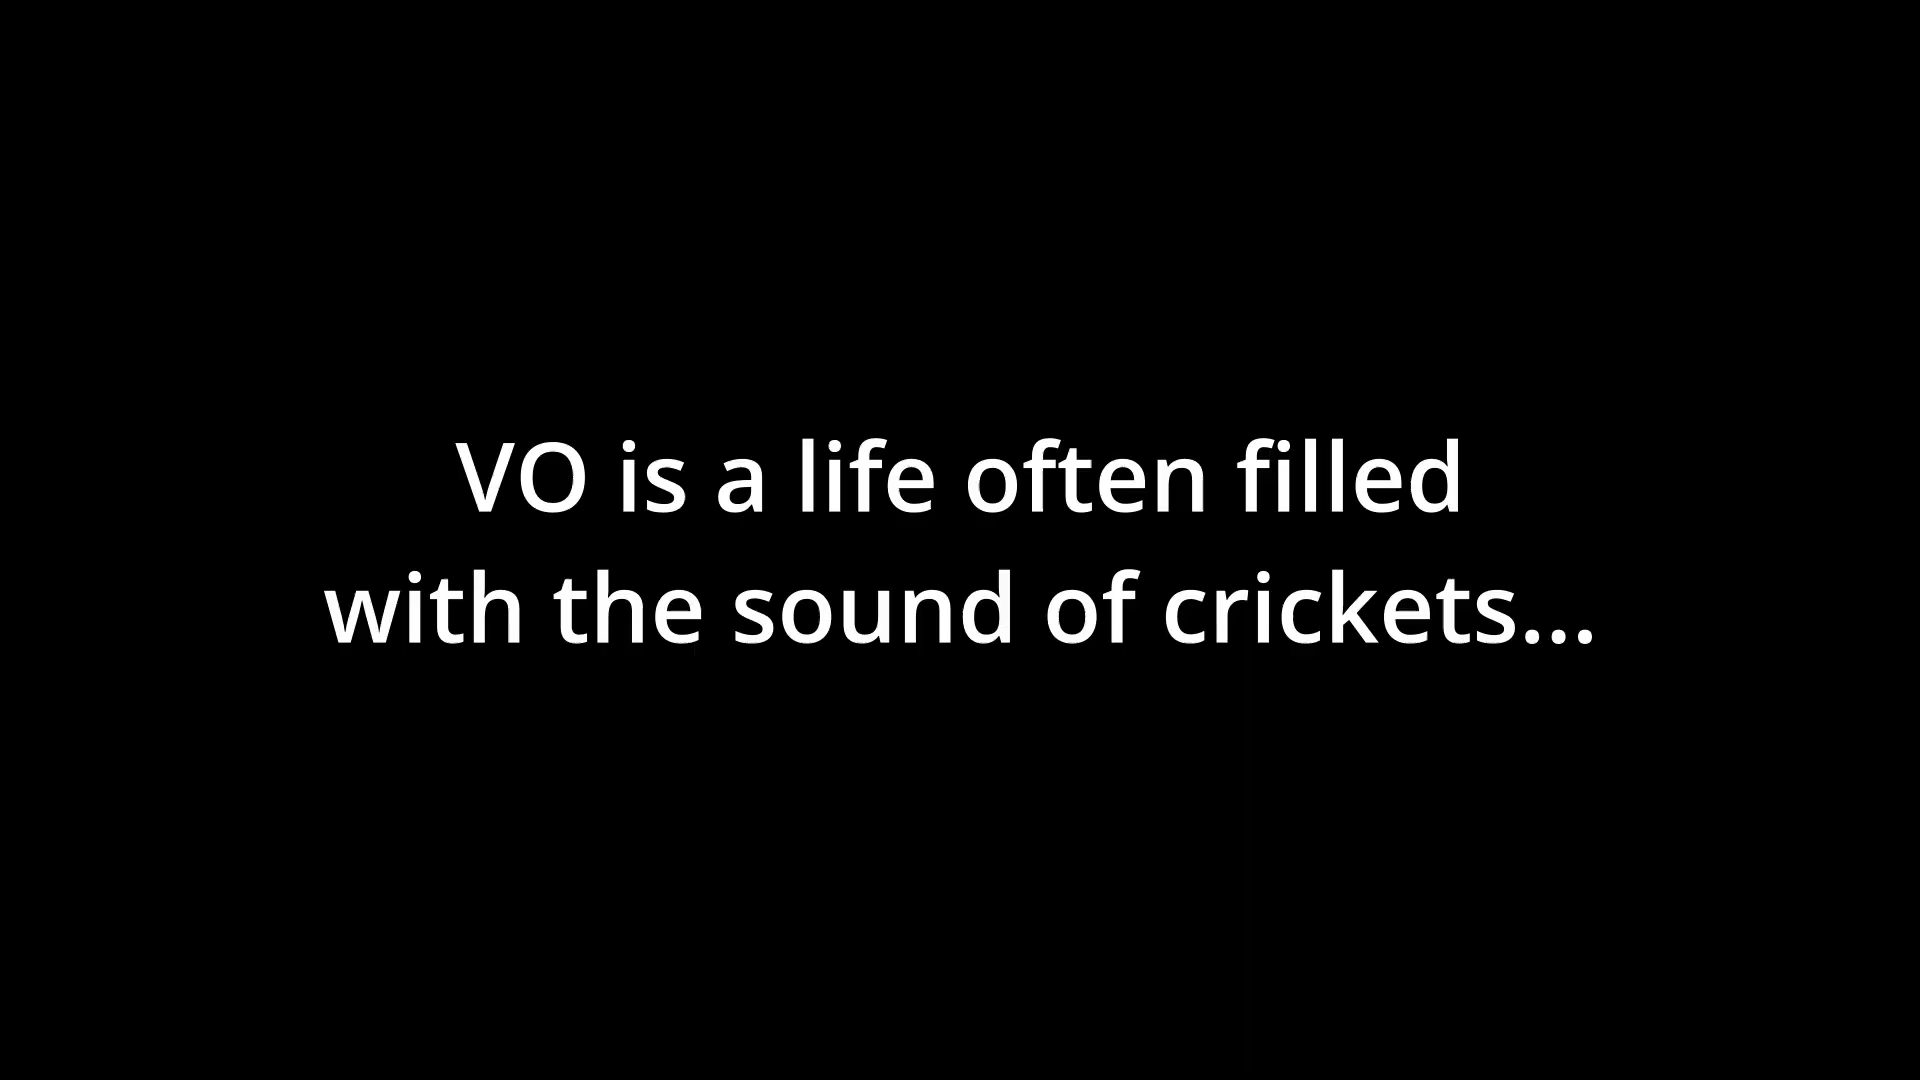 VO is a life often filled
with the sound of crickets...